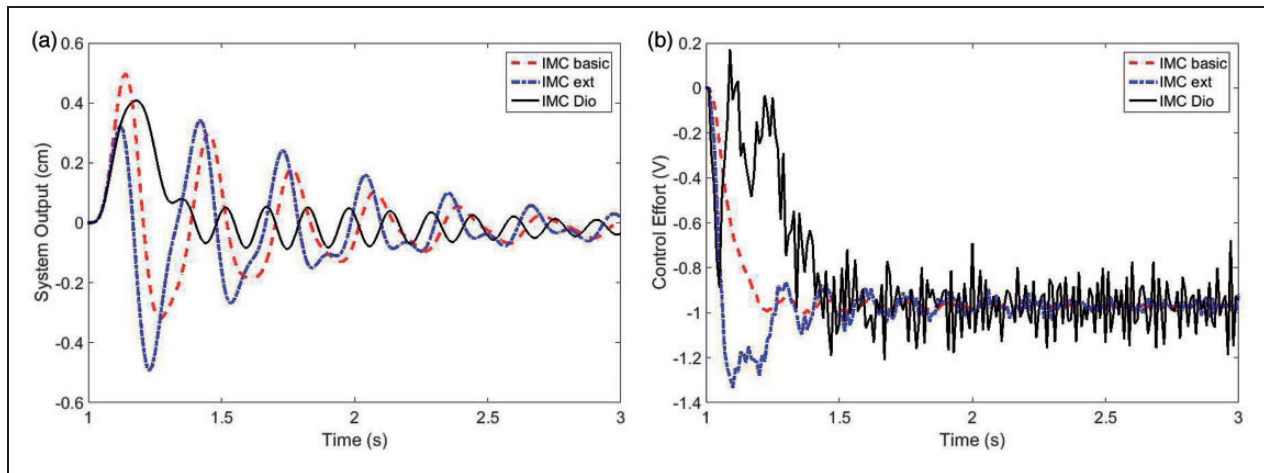 (a)
0.6
0.4
0.2
0
-0.2
-0.4
-0.6
System Output (cm)
1
1.5
2
2.5
3
Time (s)
IMC basic
IMC ext
IMC Dio
(b)
0.2
0
-0.2
-0.4
-0.6
-0.8
-1
-1.2
-1.4
Control Effort (V)
1
1.5
2
2.5
3
Time (s)
IMC basic
IMC ext
IMC Dio